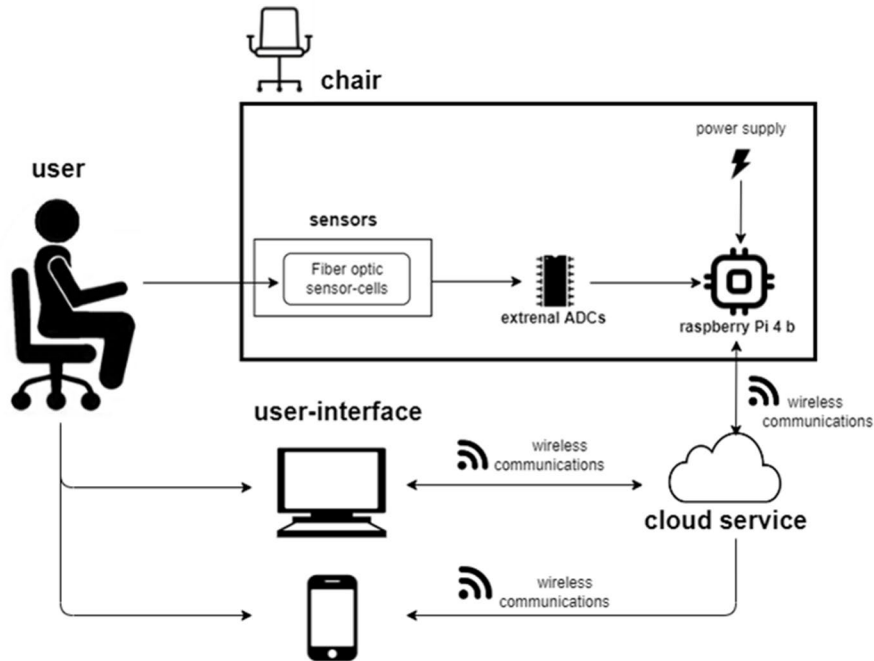 chair
power supply
user
sensors
Fiber optic
sensor-cells
extrenal ADCs
raspberry Pi 4 b
wireless
communications
user-interface
wireless
communications
cloud service
wireless
communications